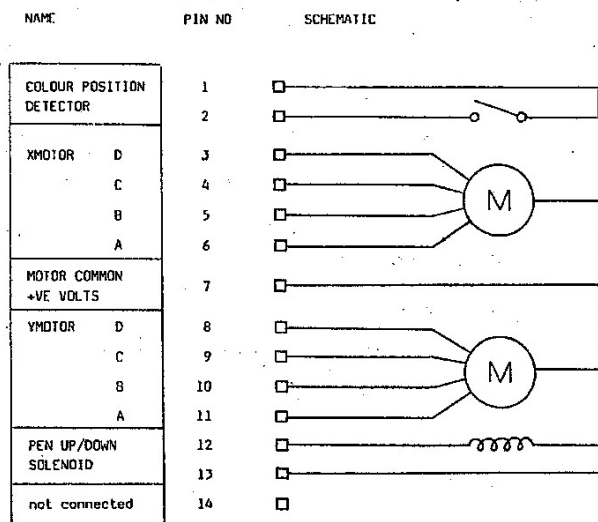 NAME PIN NO SCHEMATIC
COLOUR POSITION 1
DETECTOR 2
XMOTOR D 3
C 4
B 5
A 6
M
MOTOR COMMON 7
+VE VOLTS
YMOTOR D 8
C 9
B 10
A 11
M
PEN UP/DOWN 12
SOLENOID 13
not connected 14